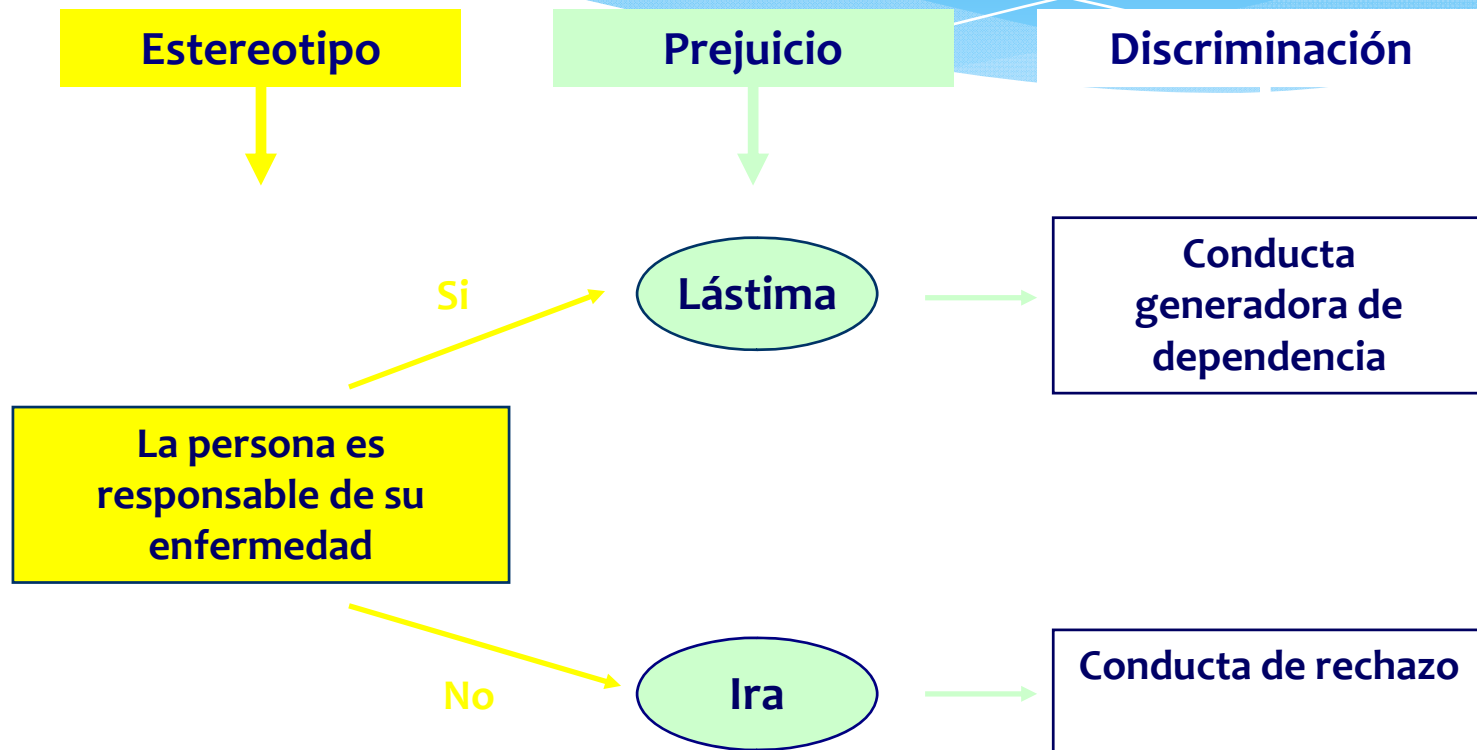 Estereotipo
Prejuicio
Discriminación
Si
Lástima
Conducta
generadora de
dependencia
La persona es
responsable de su
enfermedad
No
Ira
Conducta de rechazo